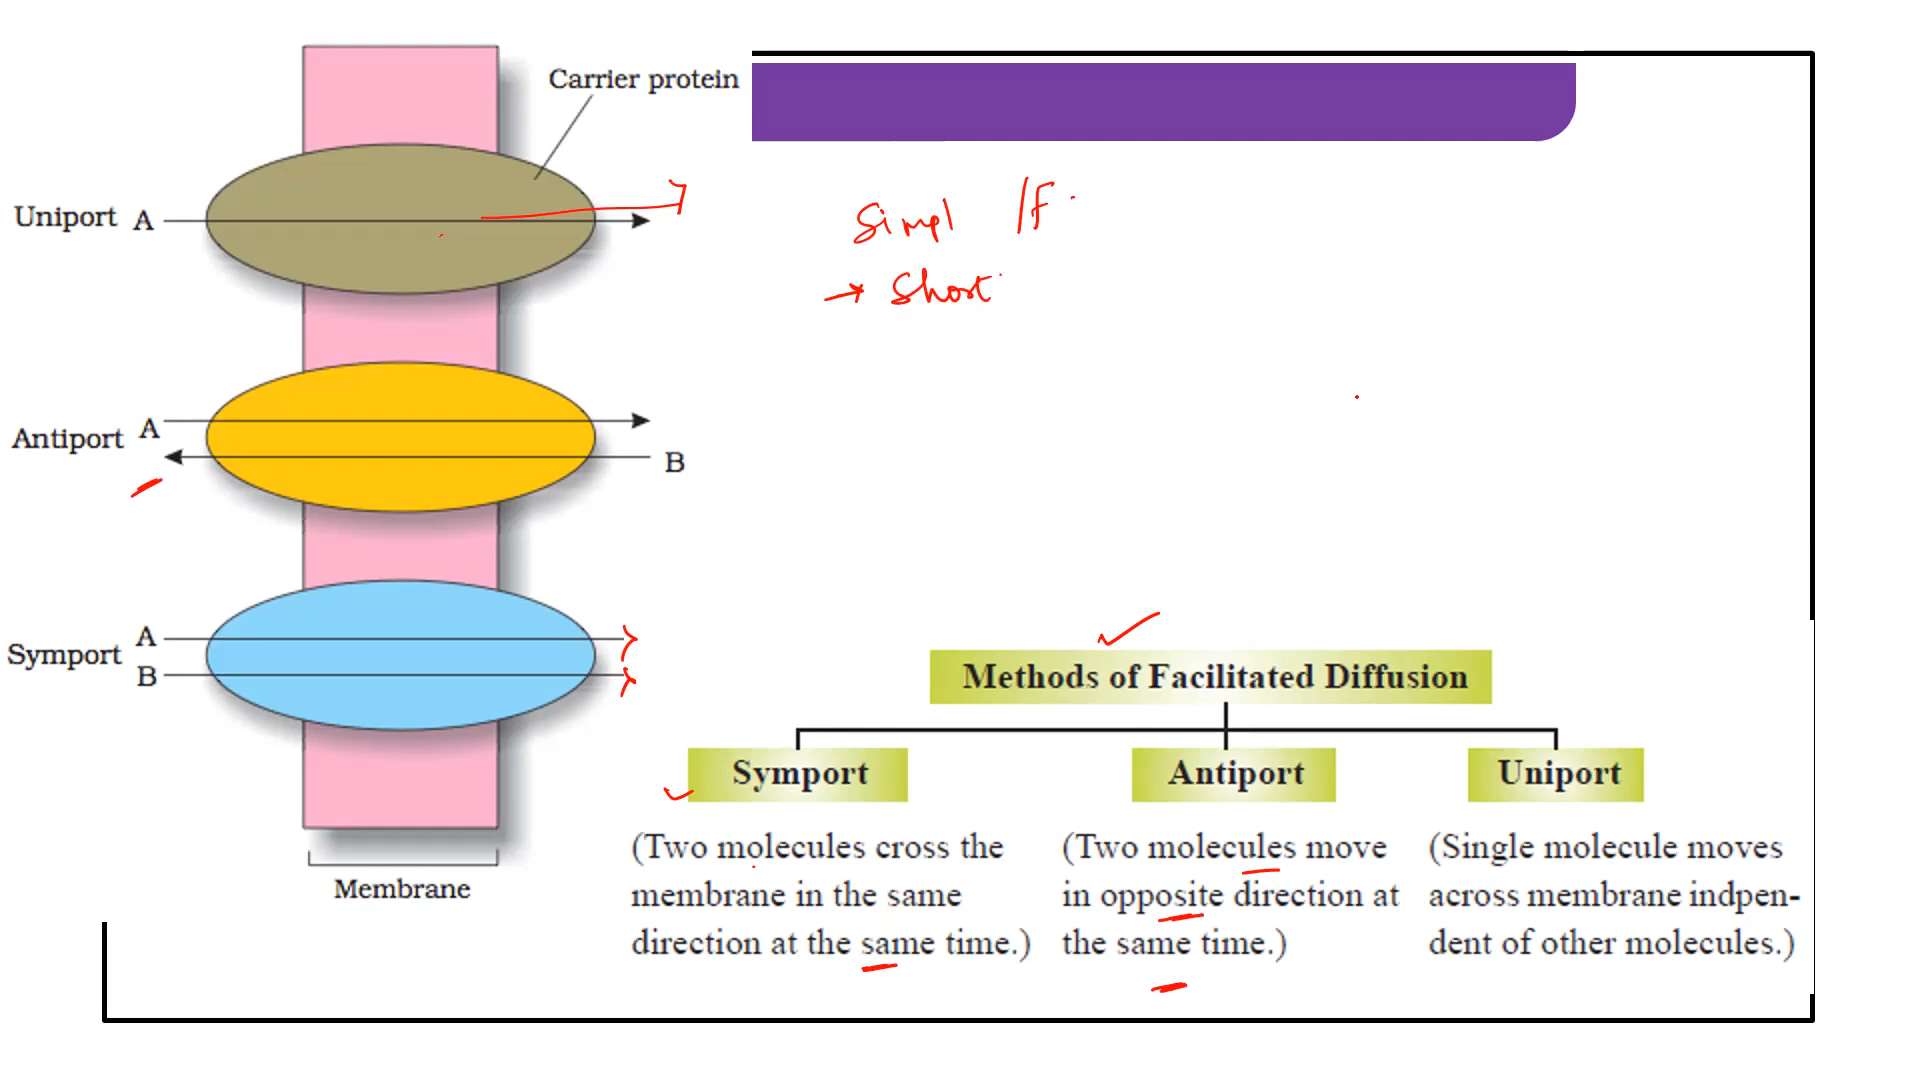 Carrier protein
Uniport A
Simpl /F
→ Short
Antiport A
B
Symport A
B
Membrane
Methods of Facilitated Diffusion
Symport
(Two molecules cross the
membrane in the same
direction at the same time.)
Antiport
(Two molecules move
in opposite direction at
the same time.)
Uniport
(Single molecule moves
across membrane indpen-
dent of other molecules.)